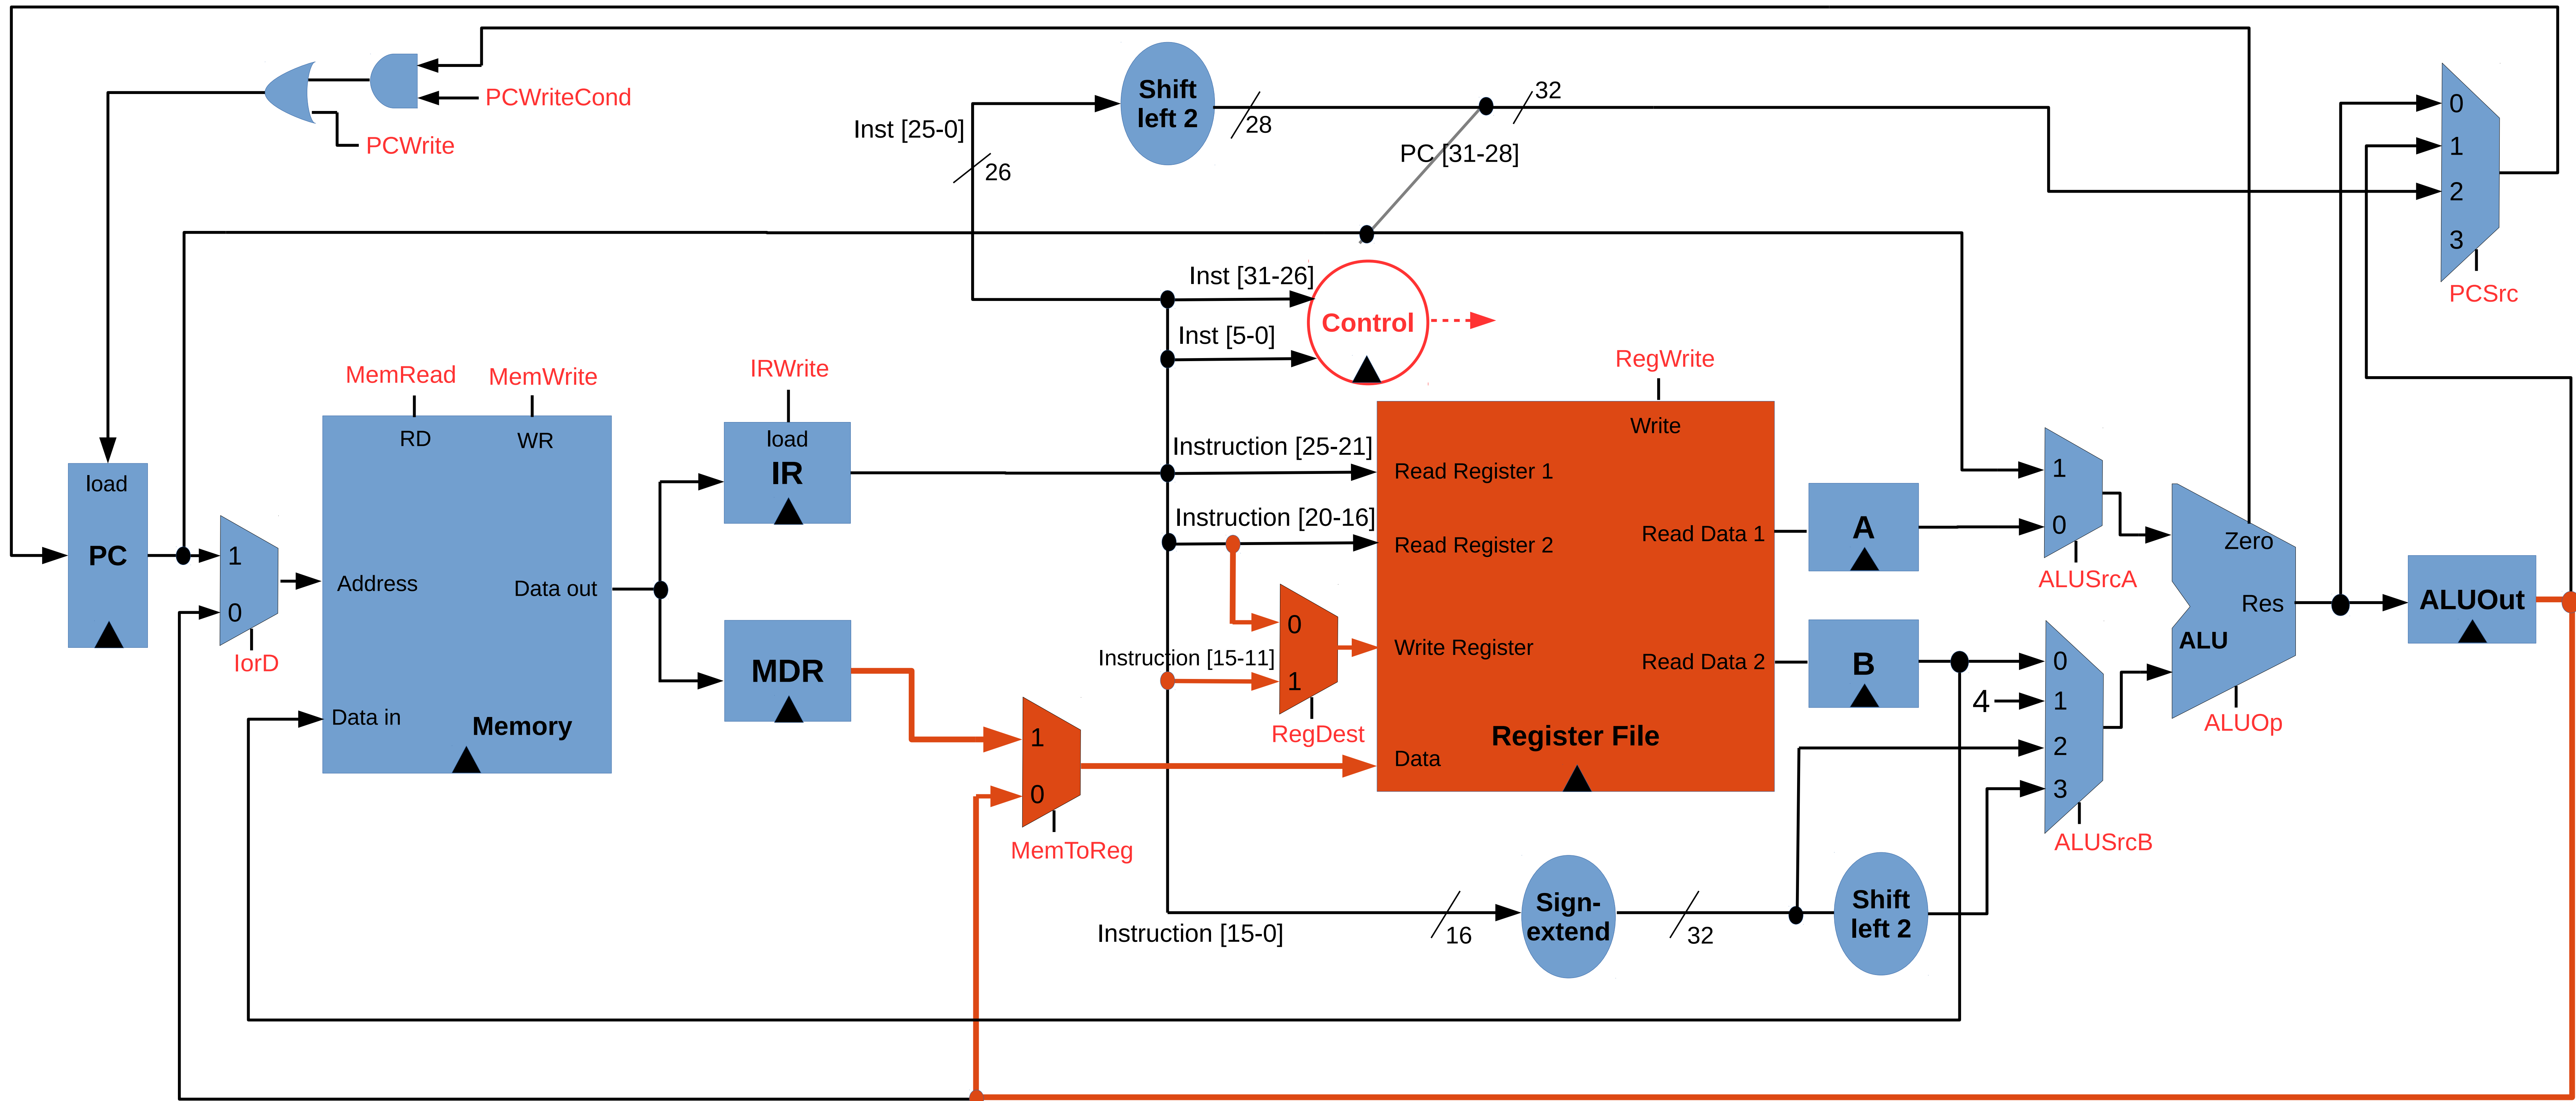 PCWriteCond
PCWrite
Shift
left 2
Inst [25-0]
26
28
32
PC [31-28]
0
1
2
3
PCSrc
Inst [31-26]
Inst [5-0]
Control
MemRead
MemWrite
RD
WR
Address
Data out
Data in
Memory
load
PC
1
0
IorD
IRWrite
load
IR
MDR
1
0
MemToReg
Instruction [25-21]
Instruction [20-16]
Instruction [15-11]
0
1
RegDest
RegWrite
Write
Read Register 1
Read Register 2
Read Data 1
Write Register
Read Data 2
Register File
Data
A
B
1
0
ALUSrcA
4
0
1
2
3
ALUSrcB
Zero
Res
ALU
ALUOp
ALUOut
Instruction [15-0]
16
Sign-
extend
32
Shift
left 2